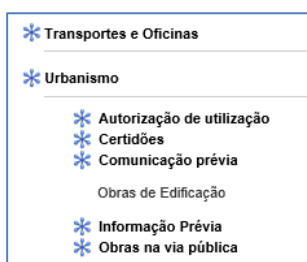 Transportes e Oficinas
Urbanismo
Autorização de utilização
Certidões
Comunicação prévia
Obras de Edificação
Informação Prévia
Obras na via pública